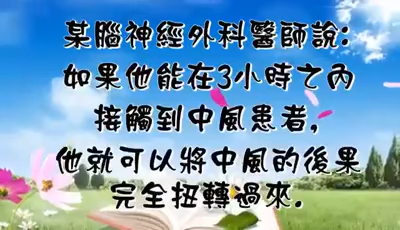 某腦神經外科醫師說:
如果他能在3小時之內
接觸到中風患者,
他就可以將中風的後果
完全扭轉過來.